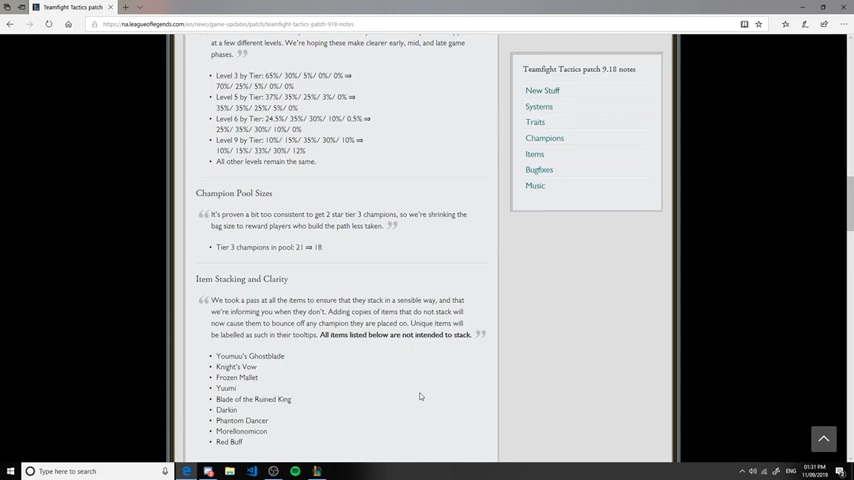 Teamfight Tactics patch
https://na.leagueoflegends.com/en/news/game-updates/patch/teamfight-tactics-patch-9-18-notes
at a few different levels. We're hoping these make clearer early, mid, and late game
phases.
Level 3 by Tier: 65%/ 30%/ 5%/ 0%/ 0% ⇒
70%/ 25%/ 5%/ 0%/ 0%
Level 5 by Tier: 37%/ 35%/ 25%/ 3%/ 0% ⇒
35%/ 35%/ 25%/ 5%/ 0%
Level 6 by Tier: 24.5%/ 35%/ 30%/ 10%/ 0.5% ⇒
25%/ 35%/ 30%/ 10%/ 0%
Level 9 by Tier: 10%/ 15%/ 35%/ 30%/ 10% ⇒
10%/ 15%/ 33%/ 30%/ 12%
All other levels remain the same.
Champion Pool Sizes
It's proven a bit too consistent to get 2 star tier 3 champions, so we're shrinking the
bag size to reward players who build the path less taken.
Tier 3 champions in pool: 21 ⇒ 18
Item Stacking and Clarity
We took a pass at all the items to ensure that they stack in a sensible way, and that
we're informing you when they don't. Adding copies of items that do not stack will
now cause them to bounce off any champion they are placed on. Unique items will
be labelled as such in their tooltips. All items listed below are not intended to stack.
Youmuu's Ghostblade
Knight's Vow
Frozen Mallet
Yuumi
Blade of the Ruined King
Darkin
Phantom Dancer
Morellonomicon
Red Buff
Teamfight Tactics patch 9.18 notes
New Stuff
Systems
Traits
Champions
Items
Bugfixes
Music
Type here to search
ENG
01:31 PM
11/09/2019